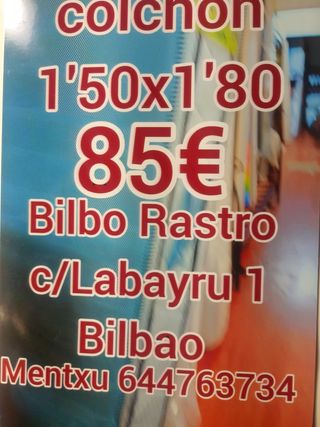 colchon
1'50x1'80
85€
Bilbo Rastro
c/Labayru 1
Bilbao
Mentxu 644763734